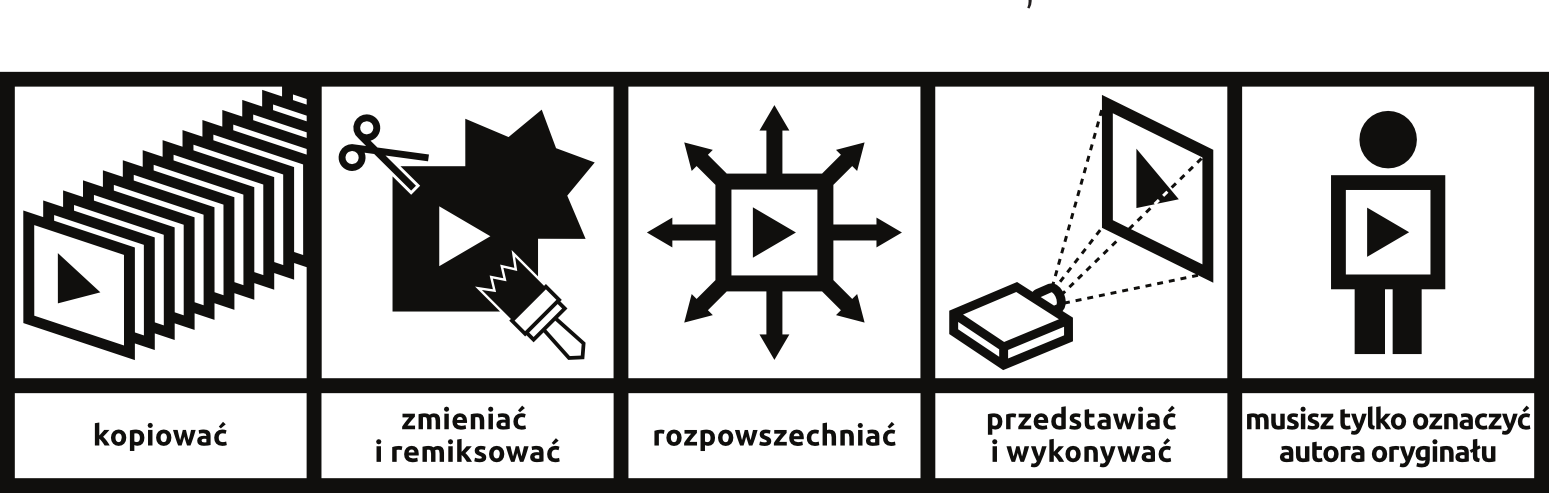 kopiować
zmieniać
i remiksować
rozpowszechniać
przedstawiać
i wykonywać
musisz tylko oznaczyć
autora oryginału